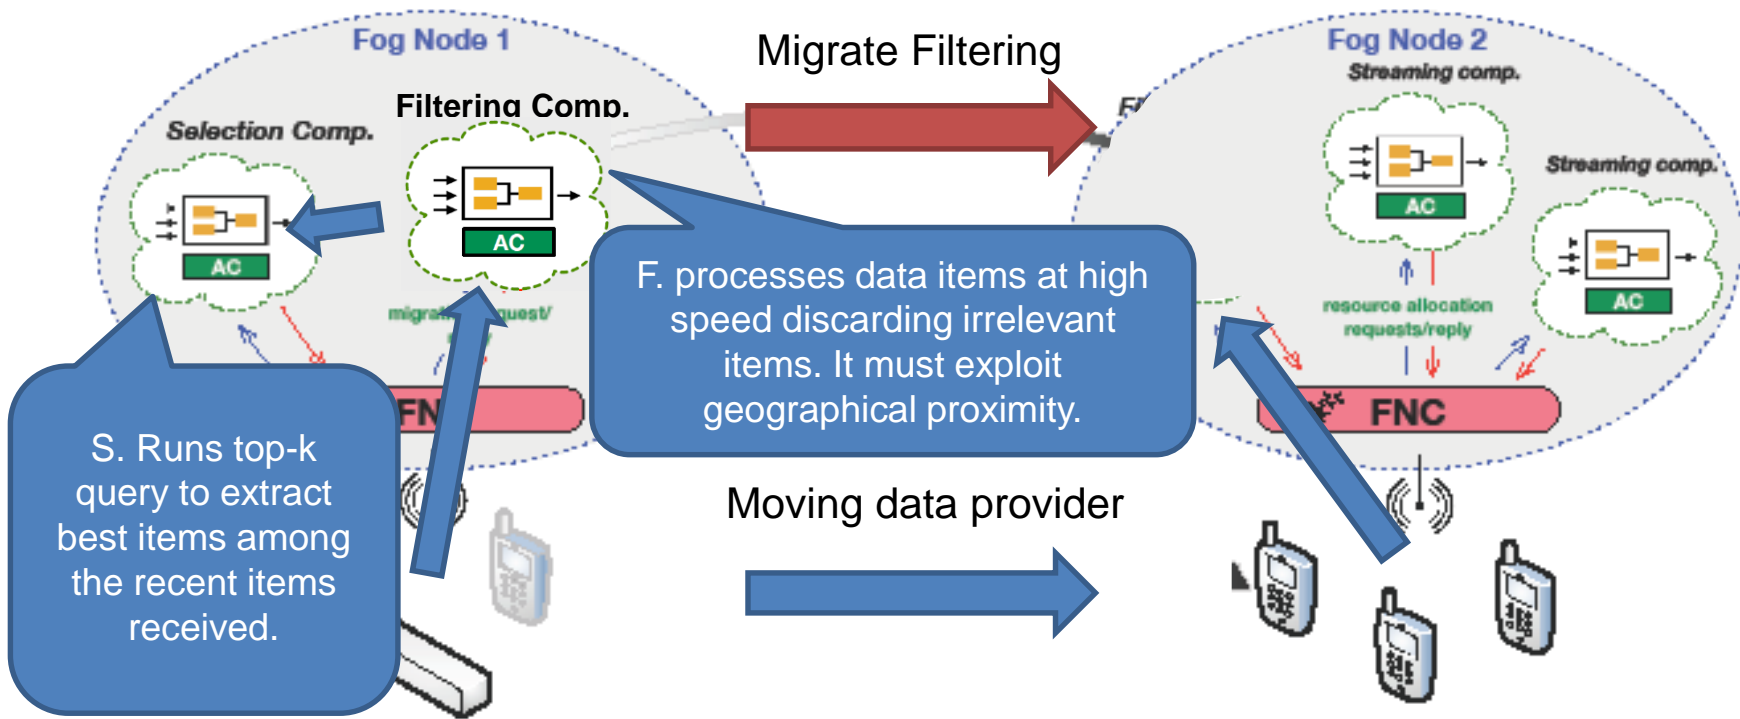 Fog Node 1
Migrate Filtering
Fog Node 2
Streaming comp.
Filtering Comp.
Selection Comp.
Streaming comp.
AC
AC
AC
AC
F. processes data items at high
speed discarding irrelevant
items. It must exploit
geographical proximity.
resource allocation
requests/reply
FNC
S. Runs top-k
query to extract
best items among
the recent items
received.
Moving data provider